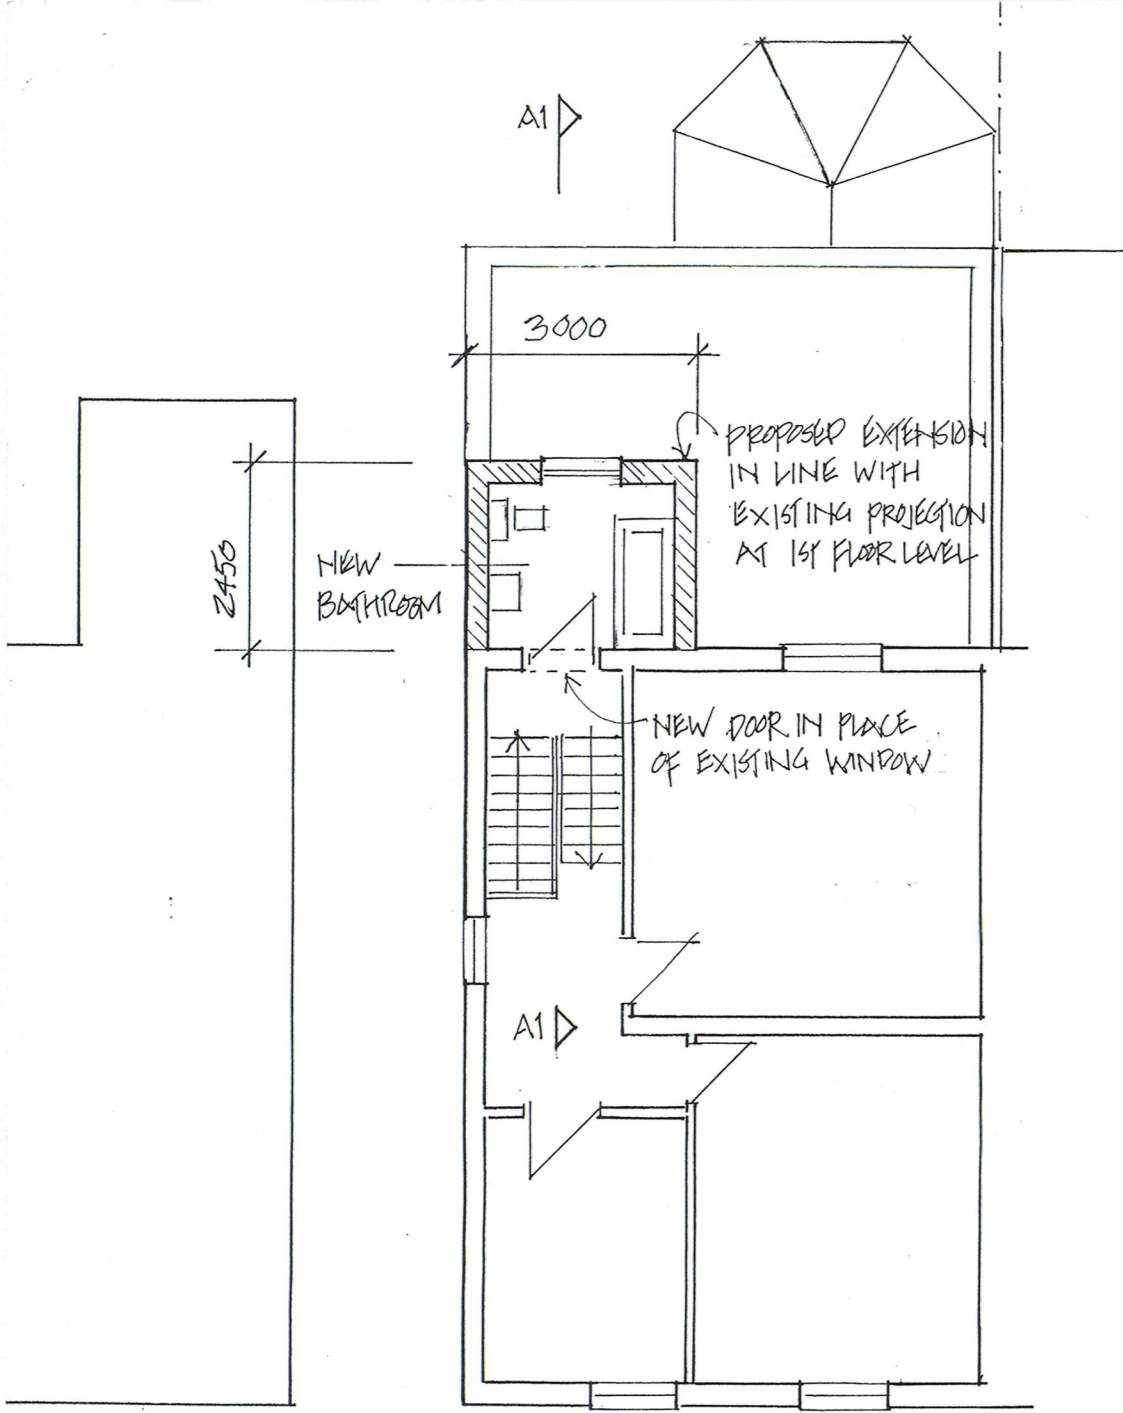 A1
3000
PROPOSED EXTENSION
IN LINE WITH
EXISTING PROJECTION
AT 1ST FLOOR LEVEL
2450
NEW
BATHROOM
NEW DOOR IN PLACE
OF EXISTING WINDOW
A1